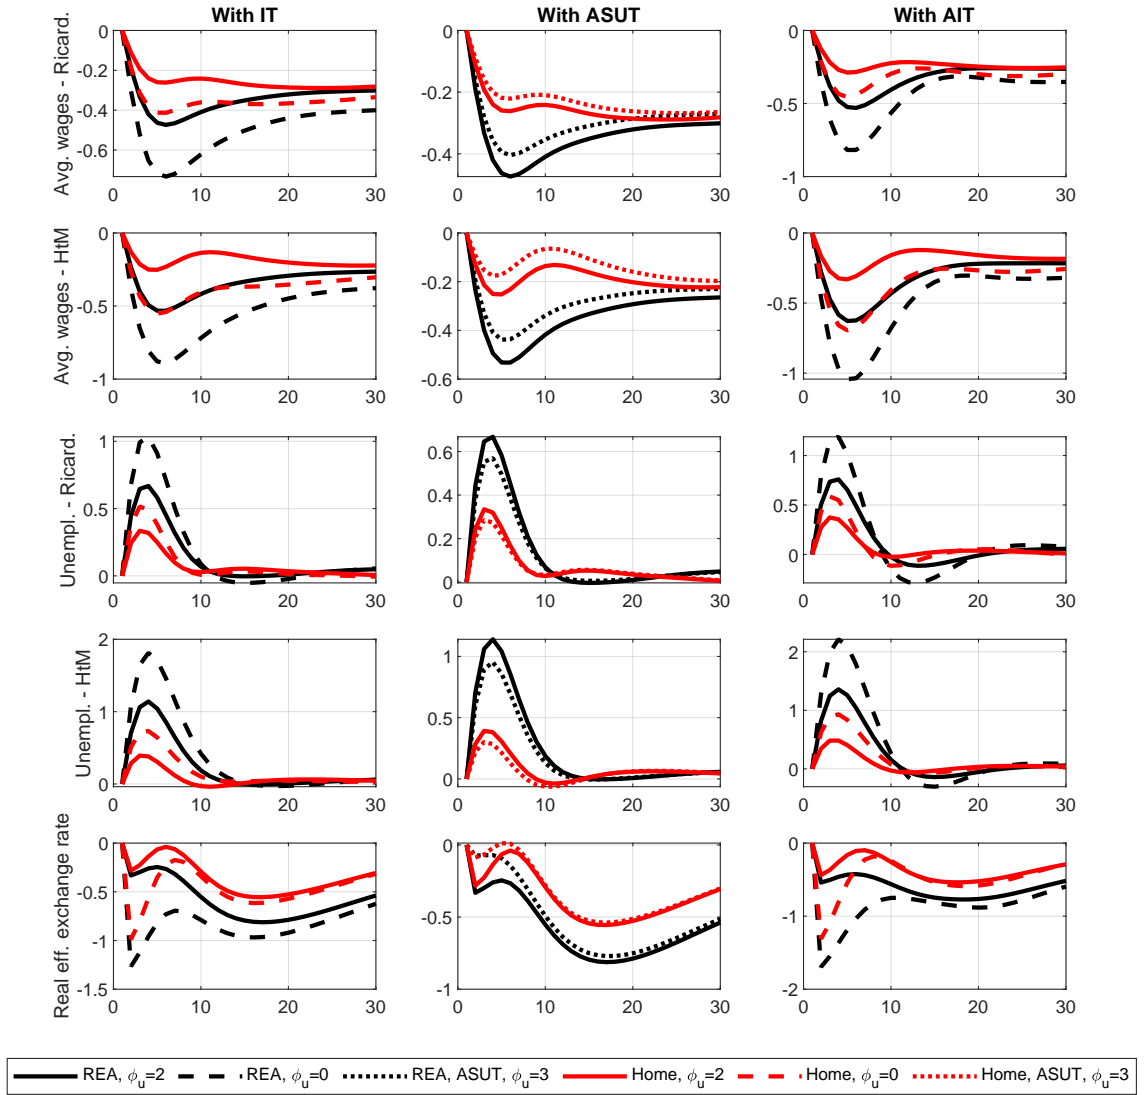 With IT
With ASUT
With AIT
Avg. wages - Ricard.
0
-0.2
-0.4
-0.6
0 10 20 30
0
-0.2
-0.4
0 10 20 30
0
-0.5
-1
0 10 20 30
Avg. wages - HtM
0
-0.5
-1
0 10 20 30
0
-0.2
-0.4
-0.6
0 10 20 30
0
-0.5
-1
0 10 20 30
Unempl. - Ricard.
1
0.5
0
0 10 20 30
0.6
0.4
0.2
0
0 10 20 30
1
0.5
0
0 10 20 30
Unempl. - HtM
2
1
0
0 10 20 30
1
0.5
0
0 10 20 30
2
1
0
0 10 20 30
Real eff. exchange rate
0
-0.5
-1
-1.5
0 10 20 30
0
-0.5
-1
0 10 20 30
0
-1
-2
0 10 20 30
REA, ϕ_u=2 REA, ϕ_u=0 REA, ASUT, ϕ_u=3 Home, ϕ_u=2 Home, ϕ_u=0 Home, ASUT, ϕ_u=3